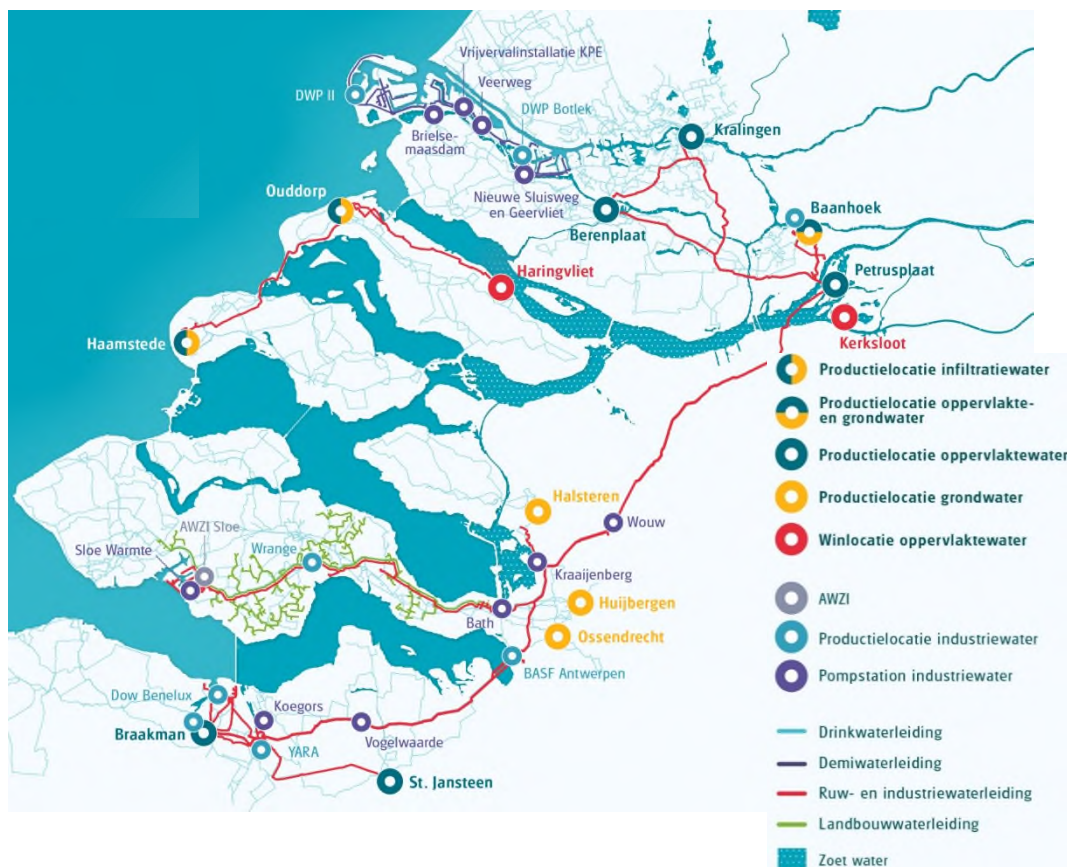 Vrijvervalinstallatie KPE
Veerweg
DWP II
DWP Botlek
Brielse-
maasdam
Kralingen
Ouddorp
Nieuwe Sluisweg
en Geervliet
Baanhoek
Berenplaat
Haringvliet
Petrusplaat
Haamstede
Kerksloot
Productielocatie infiltratiewater
Productielocatie oppervlakte-
en grondwater
Productielocatie oppervlaktewater
Halsteren
Productielocatie grondwater
Wouw
AWZI Sloe
Winlocatie oppervlaktewater
Sloe Warmte
Wrange
Kraaijenberg
Huijbergen
AWZI
Bath
Ossendrecht
Productielocatie industriewater
BASF Antwerpen
Pompstation industriewater
Dow Benelux
Koegors
Braakman
Vogelwaarde
Drinkwaterleiding
YARA
Demiwaterleiding
St. Jansteen
Ruw- en industriewaterleiding
Landbouwwaterleiding
Zoet water